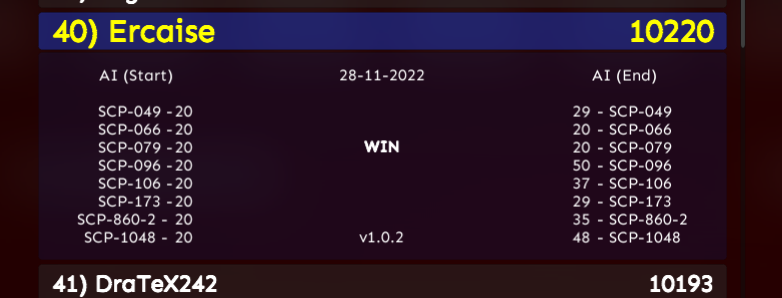 40) Ercaise 10220
AI (Start) 28-11-2022 AI (End)
SCP-049 - 20 29 - SCP-049
SCP-066 - 20 20 - SCP-066
SCP-079 - 20 WIN 20 - SCP-079
SCP-096 - 20 50 - SCP-096
SCP-106 - 20 37 - SCP-106
SCP-173 - 20 29 - SCP-173
SCP-860-2 - 20 35 - SCP-860-2
SCP-1048 - 20 v1.0.2 48 - SCP-1048
41) DraTeX242 10193